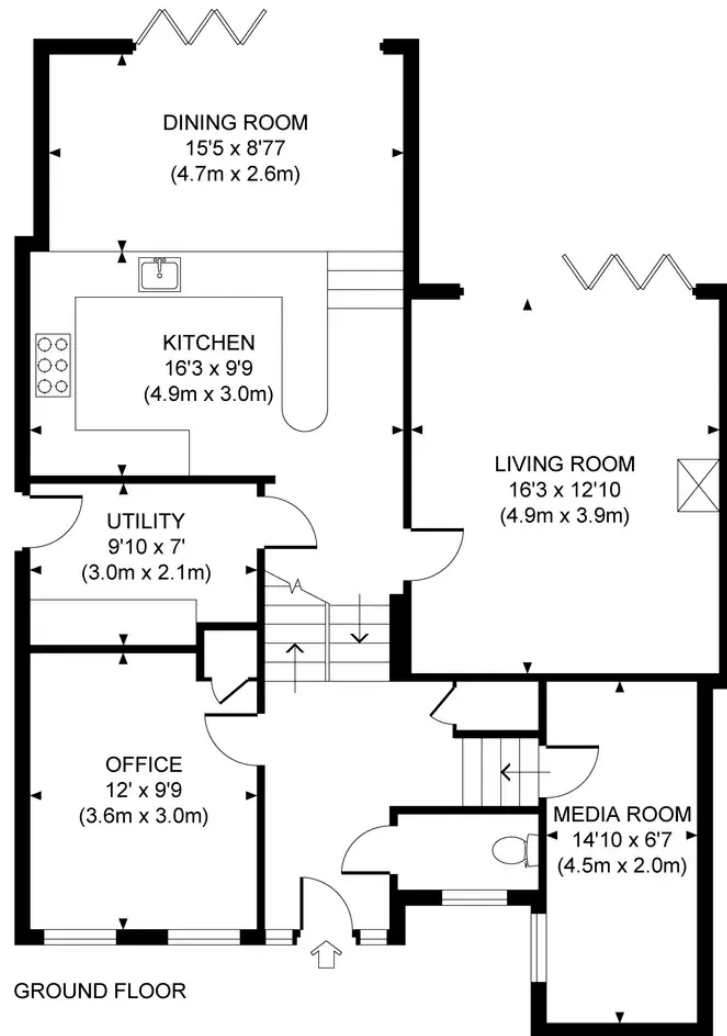 DINING ROOM
15'5 x 8'77
(4.7m x 2.6m)
KITCHEN
16'3 x 9'9
(4.9m x 3.0m)
LIVING ROOM
16'3 x 12'10
(4.9m x 3.9m)
UTILITY
9'10 x 7'
(3.0m x 2.1m)
OFFICE
12' x 9'9
(3.6m x 3.0m)
MEDIA ROOM
14'10 x 6'7
(4.5m x 2.0m)
GROUND FLOOR